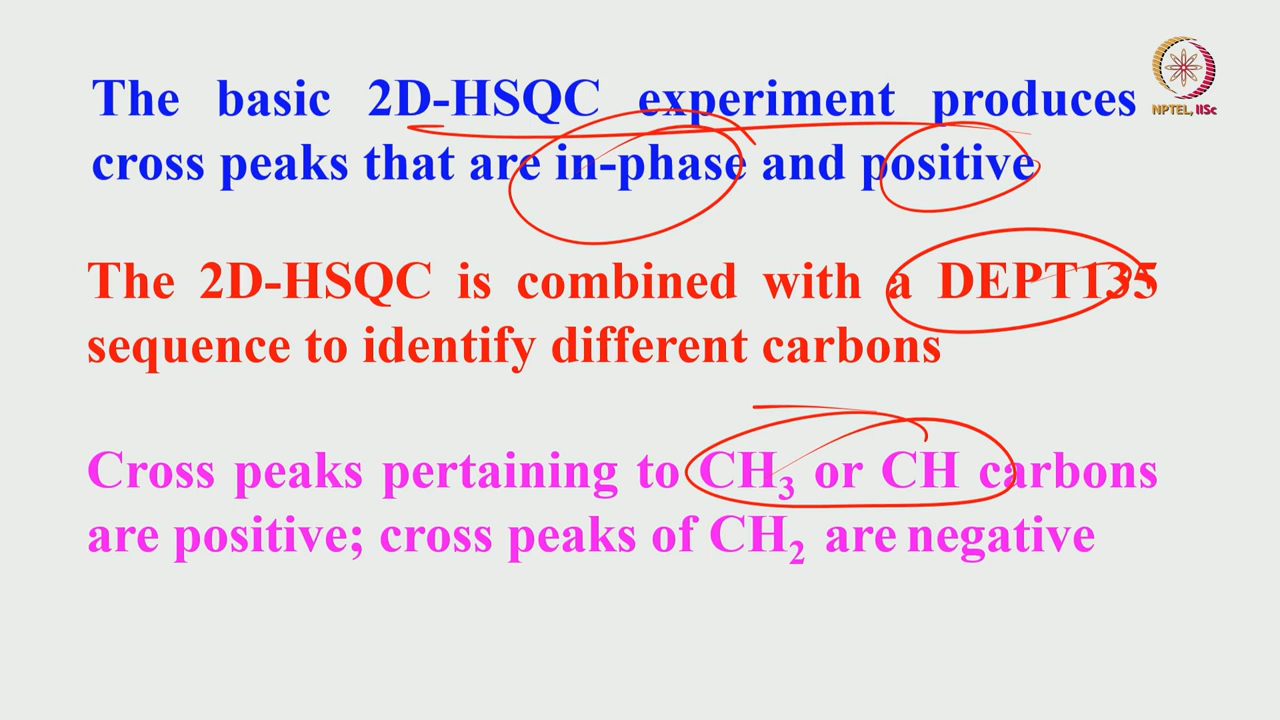 The basic 2D-HSQC experiment produces
cross peaks that are in-phase and positive
The 2D-HSQC is combined with a DEPT135
sequence to identify different carbons
Cross peaks pertaining to CH₃ or CH carbons
are positive; cross peaks of CH₂ are negative
NPTEL, IISc